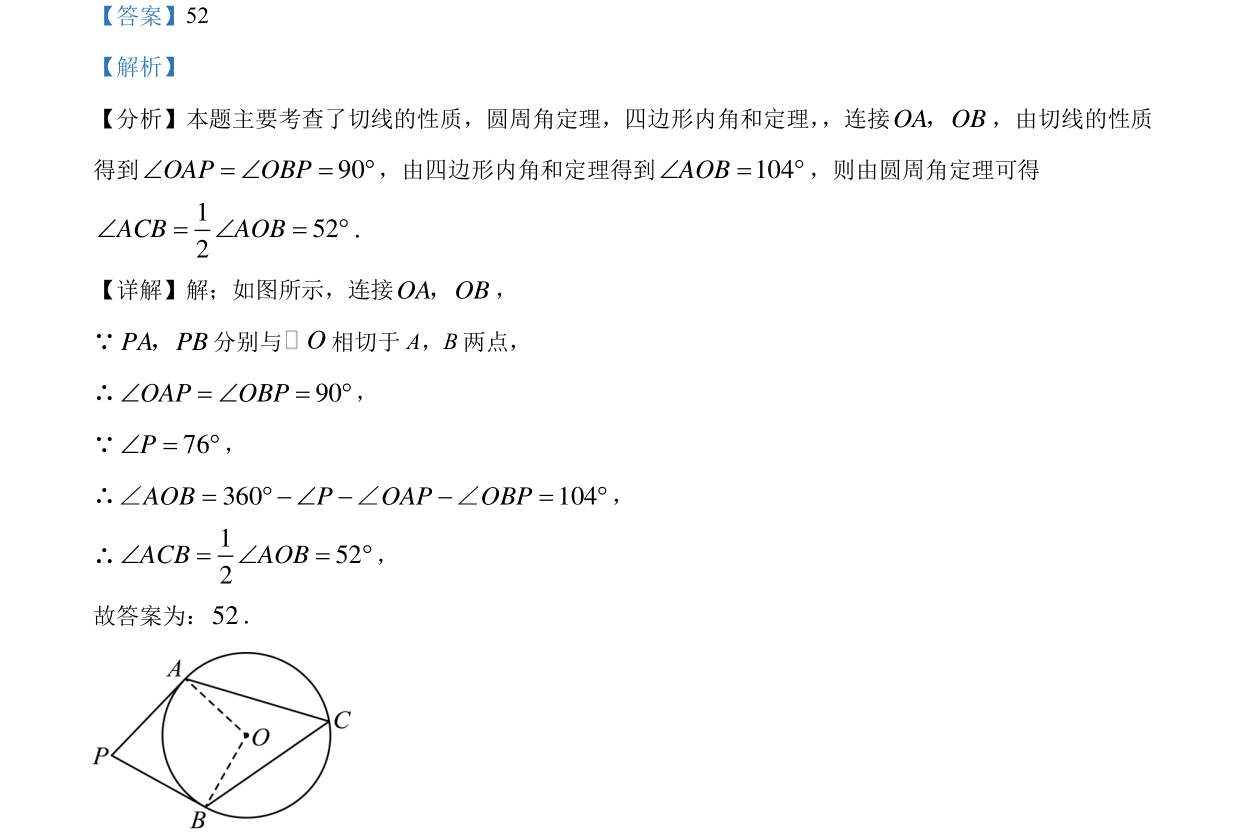 【答案】52
【解析】
【分析】本题主要考查了切线的性质，圆周角定理，四边形内角和定理，，连接OA，OB，由切线的性质
得到∠OAP=∠OBP=90°，由四边形内角和定理得到∠AOB=104°，则由圆周角定理可得
∠ACB=1/2∠AOB=52°.
【详解】解；如图所示，连接OA，OB，
∵PA，PB分别与□ O相切于A，B两点，
∴∠OAP=∠OBP=90°，
∵∠P=76°，
∴∠AOB=360°−∠P−∠OAP−∠OBP=104°，
∴∠ACB=1/2∠AOB=52°，
故答案为：52.
A
C
O
P
B